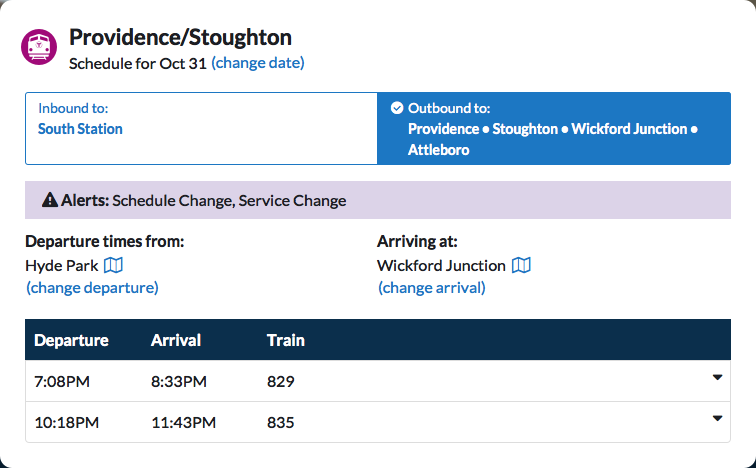 Providence/Stoughton
Schedule for Oct 31 (change date)
Inbound to:
South Station
Outbound to:
Providence • Stoughton • Wickford Junction •
Attleboro
Alerts: Schedule Change, Service Change
Departure times from:
Hyde Park
(change departure)
Arriving at:
Wickford Junction
(change arrival)
Departure Arrival Train
7:08PM 8:33PM 829
10:18PM 11:43PM 835